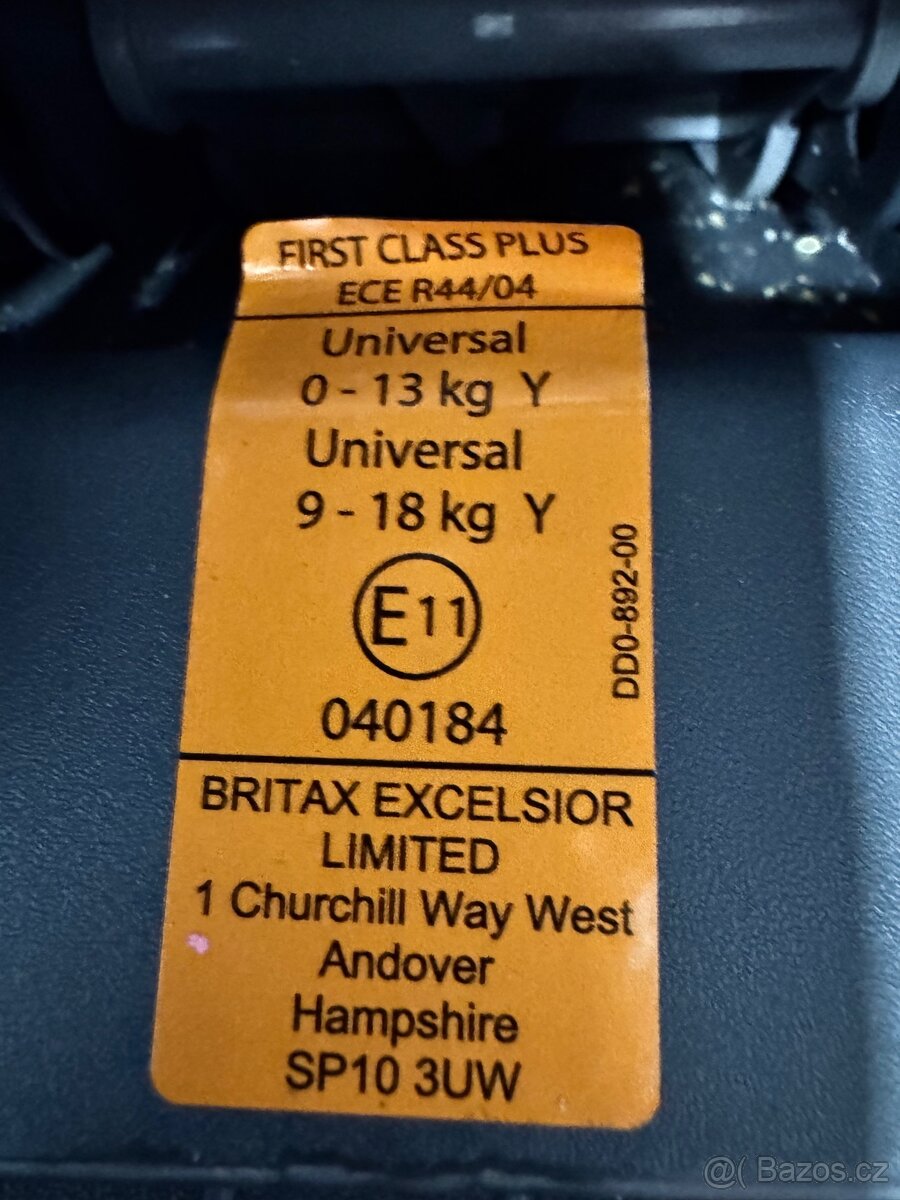 FIRST CLASS PLUS
ECE R44/04
Universal
0 - 13 kg Y
Universal
9 - 18 kg Y
E11
040184
DD0-892-00
BRITAX EXCELSIOR
LIMITED
1 Churchill Way West
Andover
Hampshire
SP10 3UW
@( Bazos.cz